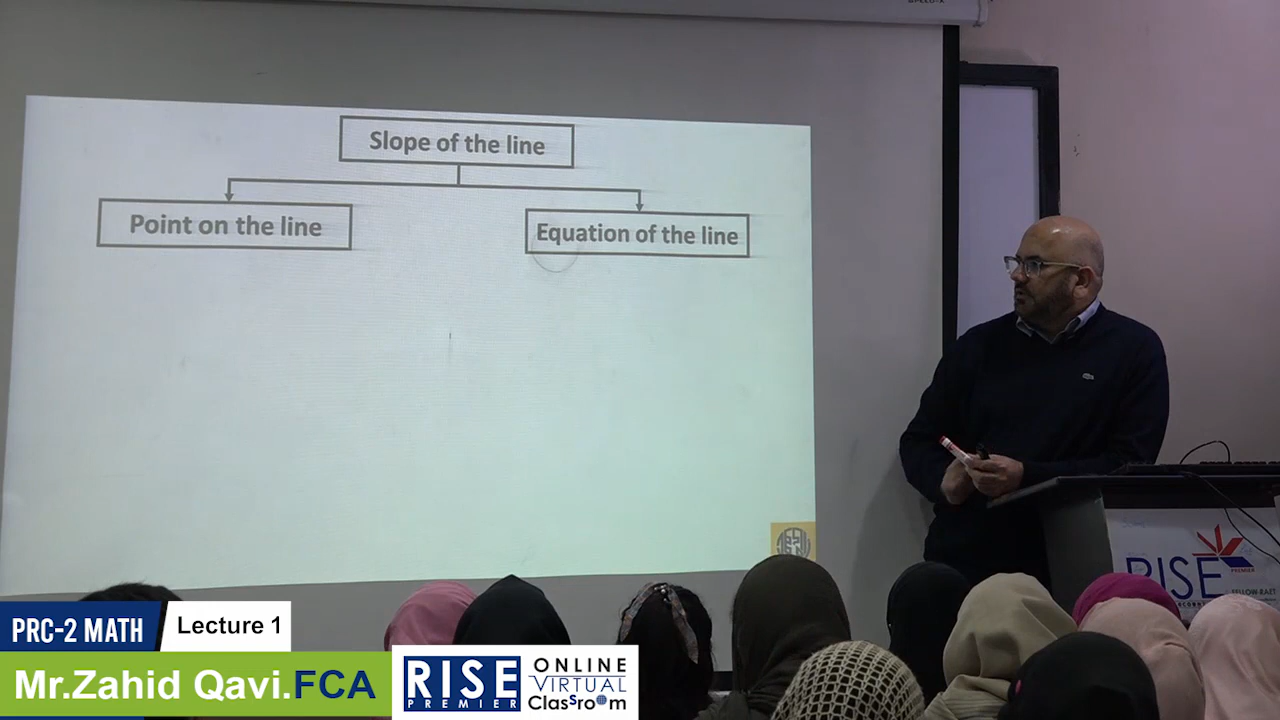 Slope of the line
Point on the line
Equation of the line
RISE
PREMIER
PRC-2 MATH
Lecture 1
Mr.Zahid Qavi.FCA
RISE
PREMIER
ONLINE
VIRTUAL
ClasSroom